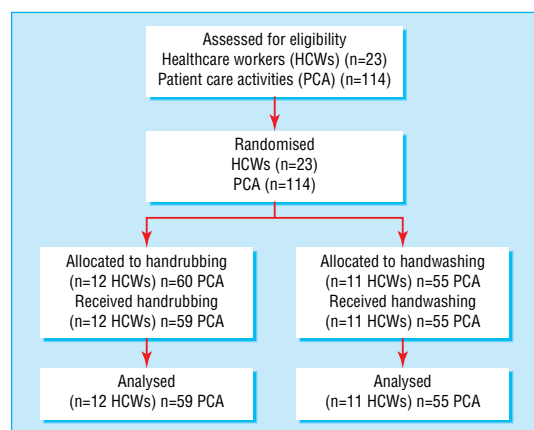 Assessed for eligibility
Healthcare workers (HCWs) (n=23)
Patient care activities (PCA) (n=114)
Randomised
HCWs (n=23)
PCA (n=114)
Allocated to handrubbing
(n=12 HCWs) n=60 PCA
Received handrubbing
(n=12 HCWs) n=59 PCA
Allocated to handwashing
(n=11 HCWs) n=55 PCA
Received handwashing
(n=11 HCWs) n=55 PCA
Analysed
(n=12 HCWs) n=59 PCA
Analysed
(n=11 HCWs) n=55 PCA